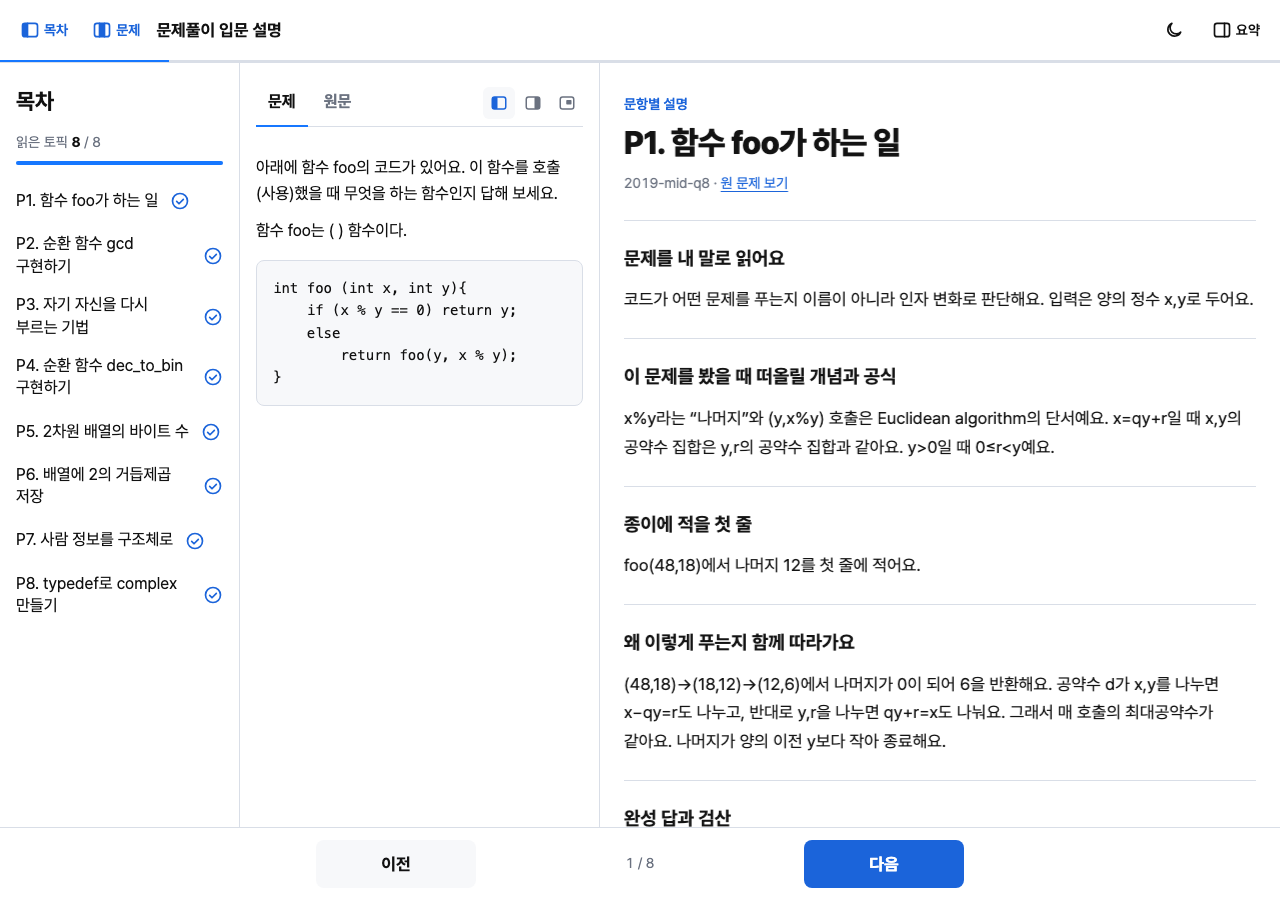 목차
문제
문제풀이 입문 설명
요약
목차
읽은 토픽 8 / 8
P1. 함수 foo가 하는 일
P2. 순환 함수 gcd
구현하기
P3. 자기 자신을 다시
부르는 기법
P4. 순환 함수 dec_to_bin
구현하기
P5. 2차원 배열의 바이트 수
P6. 배열에 2의 거듭제곱
저장
P7. 사람 정보를 구조체로
P8. typedef로 complex
만들기
문제
원문
아래에 함수 foo의 코드가 있어요. 이 함수를 호출
(사용)했을 때 무엇을 하는 함수인지 답해 보세요.
함수 foo는 ( ) 함수이다.
int foo (int x, int y){
    if (x % y == 0) return y;
    else
        return foo(y, x % y);
}
문항별 설명
P1. 함수 foo가 하는 일
2019-mid-q8 · 원 문제 보기
문제를 내 말로 읽어요
코드가 어떤 문제를 푸는지 이름이 아니라 인자 변화로 판단해요. 입력은 양의 정수 x,y로 두어요.
이 문제를 봤을 때 떠올릴 개념과 공식
x%y라는 “나머지”와 (y,x%y) 호출은 Euclidean algorithm의 단서예요. x=qy+r일 때 x,y의
공약수 집합은 y,r의 공약수 집합과 같아요. y>0일 때 0≤r<y예요.
종이에 적을 첫 줄
foo(48,18)에서 나머지 12를 첫 줄에 적어요.
왜 이렇게 푸는지 함께 따라가요
(48,18)→(18,12)→(12,6)에서 나머지가 0이 되어 6을 반환해요. 공약수 d가 x,y를 나누면
x−qy=r도 나누고, 반대로 y,r을 나누면 qy+r=x도 나눠요. 그래서 매 호출의 최대공약수가
같아요. 나머지가 양의 이전 y보다 작아 종료해요.
완성 답과 검산
이전
1 / 8
다음